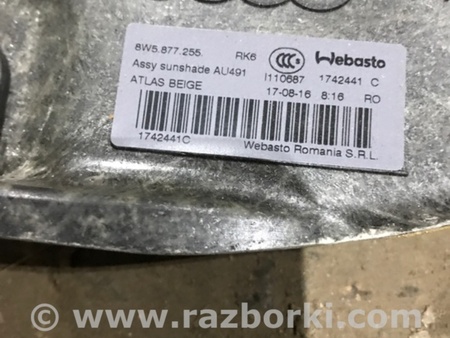 8W5.877.255. RK6 CCC Webasto
Assy sunshade AU491 I110687 1742441 C
ATLAS BEIGE 17-08-16 8:16 RO
1742441C Webasto Romania S.R.L.
© www.razborki.com